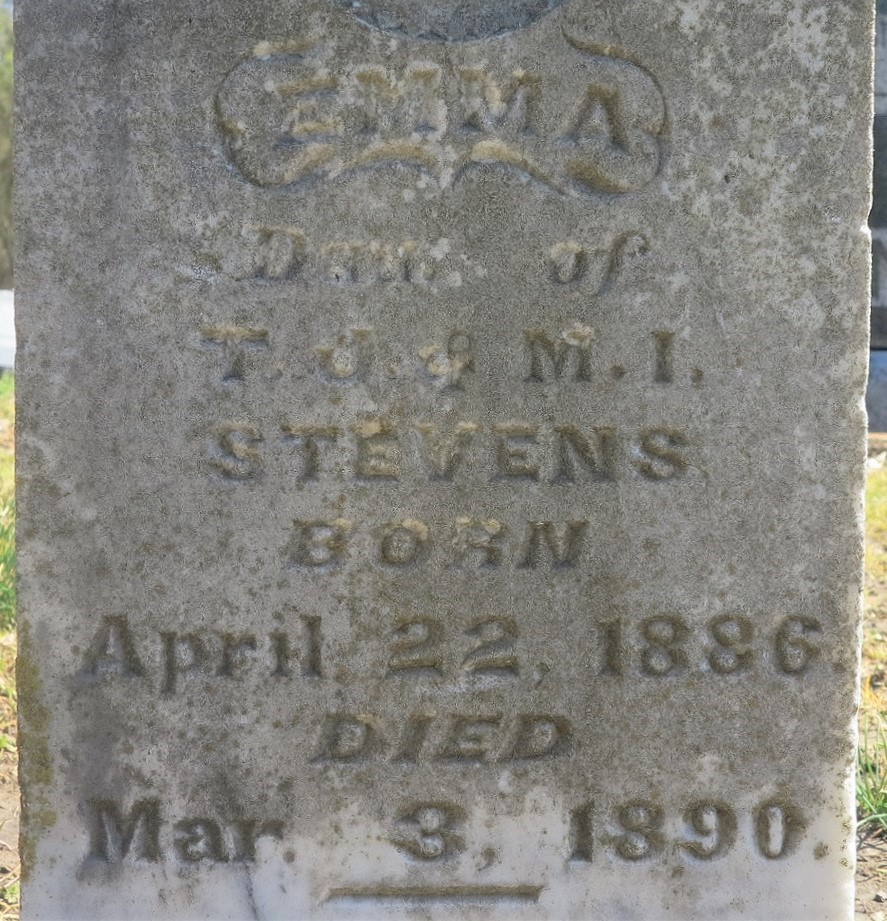 EMMA
Dau. of
T. J. & M. I.
STEVENS
BORN
April 22, 1886
DIED
Mar. 3, 1890.